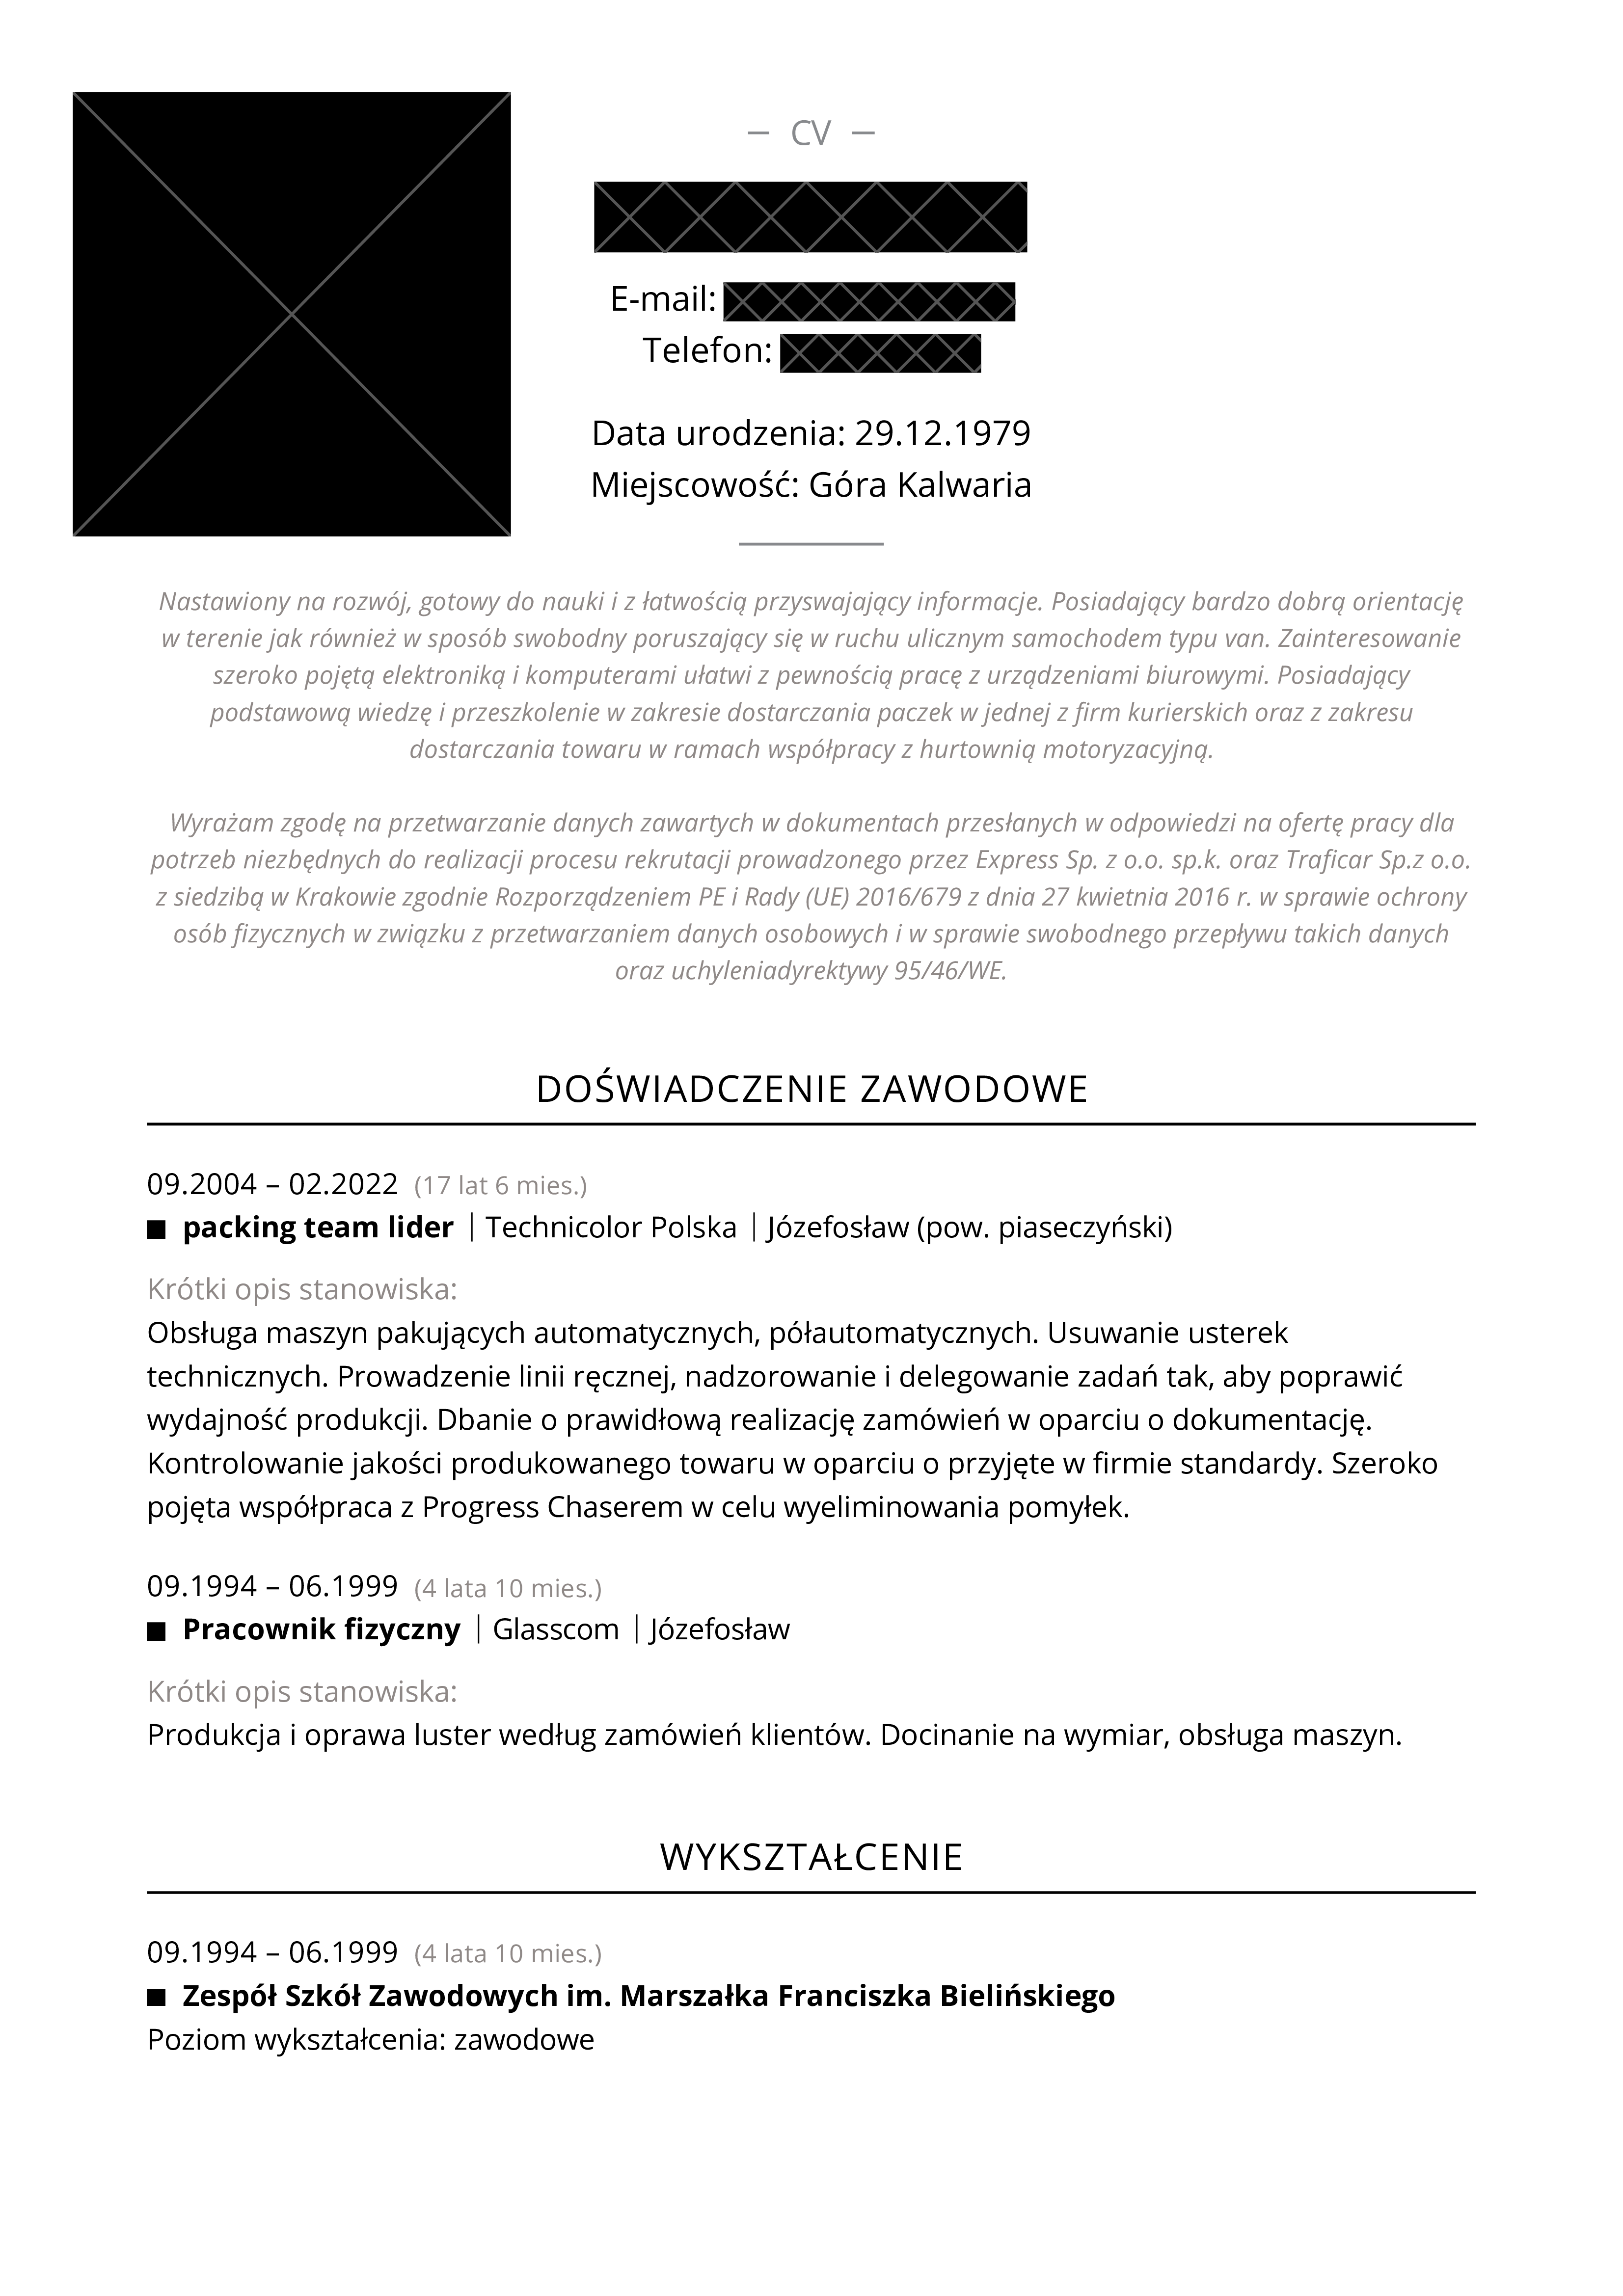 — CV —
E-mail:
Telefon:
Data urodzenia: 29.12.1979
Miejscowość: Góra Kalwaria
Nastawiony na rozwój, gotowy do nauki i z łatwością przyswajający informacje. Posiadający bardzo dobrą orientację
w terenie jak również w sposób swobodny poruszający się w ruchu ulicznym samochodem typu van. Zainteresowanie
szeroko pojętą elektroniką i komputerami ułatwi z pewnością pracę z urządzeniami biurowymi. Posiadający
podstawową wiedzę i przeszkolenie w zakresie dostarczania paczek w jednej z firm kurierskich oraz z zakresu
dostarczania towaru w ramach współpracy z hurtownią motoryzacyjną.
Wyrażam zgodę na przetwarzanie danych zawartych w dokumentach przesłanych w odpowiedzi na ofertę pracy dla
potrzeb niezbędnych do realizacji procesu rekrutacji prowadzonego przez Express Sp. z o.o. sp.k. oraz Traficar Sp.z o.o.
z siedzibą w Krakowie zgodnie Rozporządzeniem PE i Rady (UE) 2016/679 z dnia 27 kwietnia 2016 r. w sprawie ochrony
osób fizycznych w związku z przetwarzaniem danych osobowych i w sprawie swobodnego przepływu takich danych
oraz uchyleniadyrektywy 95/46/WE.
DOŚWIADCZENIE ZAWODOWE
09.2004 – 02.2022 (17 lat 6 mies.)
■ packing team lider | Technicolor Polska | Józefosław (pow. piaseczyński)
Krótki opis stanowiska:
Obsługa maszyn pakujących automatycznych, półautomatycznych. Usuwanie usterek
technicznych. Prowadzenie linii ręcznej, nadzorowanie i delegowanie zadań tak, aby poprawić
wydajność produkcji. Dbanie o prawidłową realizację zamówień w oparciu o dokumentację.
Kontrolowanie jakości produkowanego towaru w oparciu o przyjęte w firmie standardy. Szeroko
pojęta współpraca z Progress Chaserem w celu wyeliminowania pomyłek.
09.1994 – 06.1999 (4 lata 10 mies.)
■ Pracownik fizyczny | Glasscom | Józefosław
Krótki opis stanowiska:
Produkcja i oprawa luster według zamówień klientów. Docinanie na wymiar, obsługa maszyn.
WYKSZTAŁCENIE
09.1994 – 06.1999 (4 lata 10 mies.)
■ Zespół Szkół Zawodowych im. Marszałka Franciszka Bielińskiego
Poziom wykształcenia: zawodowe